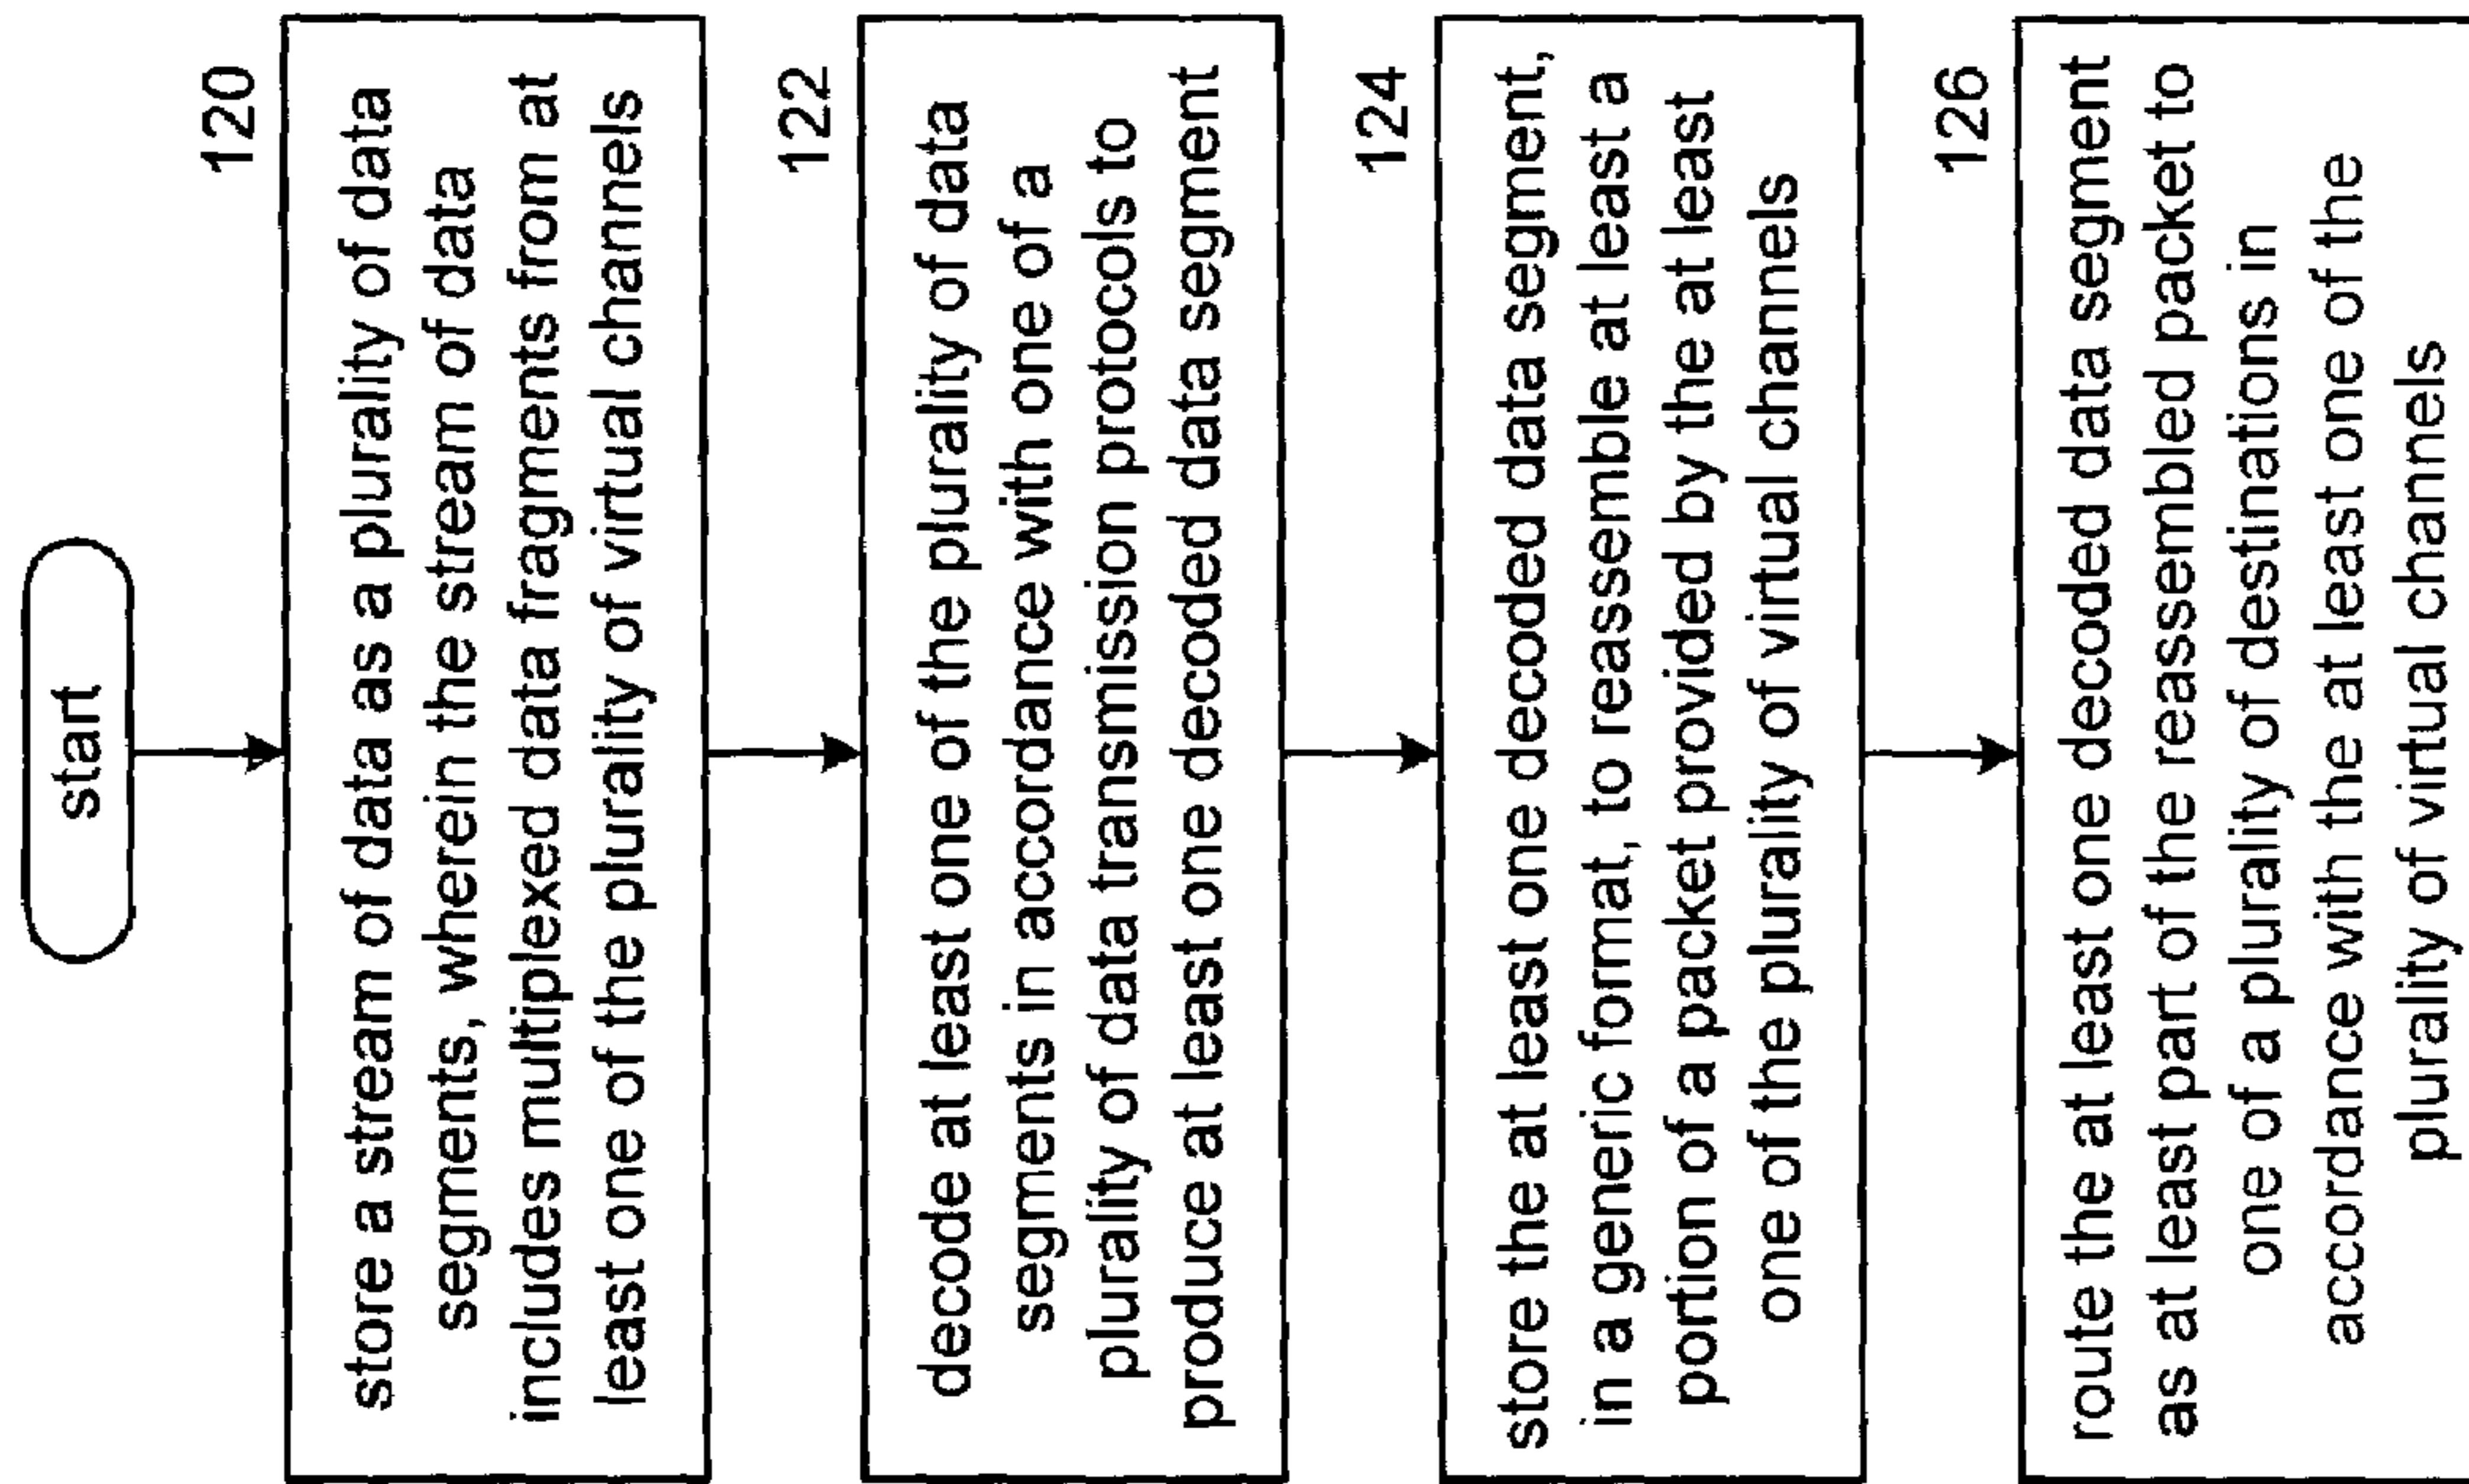 start
120
store a stream of data as a plurality of data
segments, wherein the stream of data
includes multiplexed data fragments from at
least one of the plurality of virtual channels
122
decode at least one of the plurality of data
segments in accordance with one of a
plurality of data transmission protocols to
produce at least one decoded data segment
124
store the at least one decoded data segment,
in a generic format, to reassemble at least a
portion of a packet provided by the at least
one of the plurality of virtual channels
126
route the at least one decoded data segment
as at least part of the reassembled packet to
one of a plurality of destinations in
accordance with the at least one of the
plurality of virtual channels